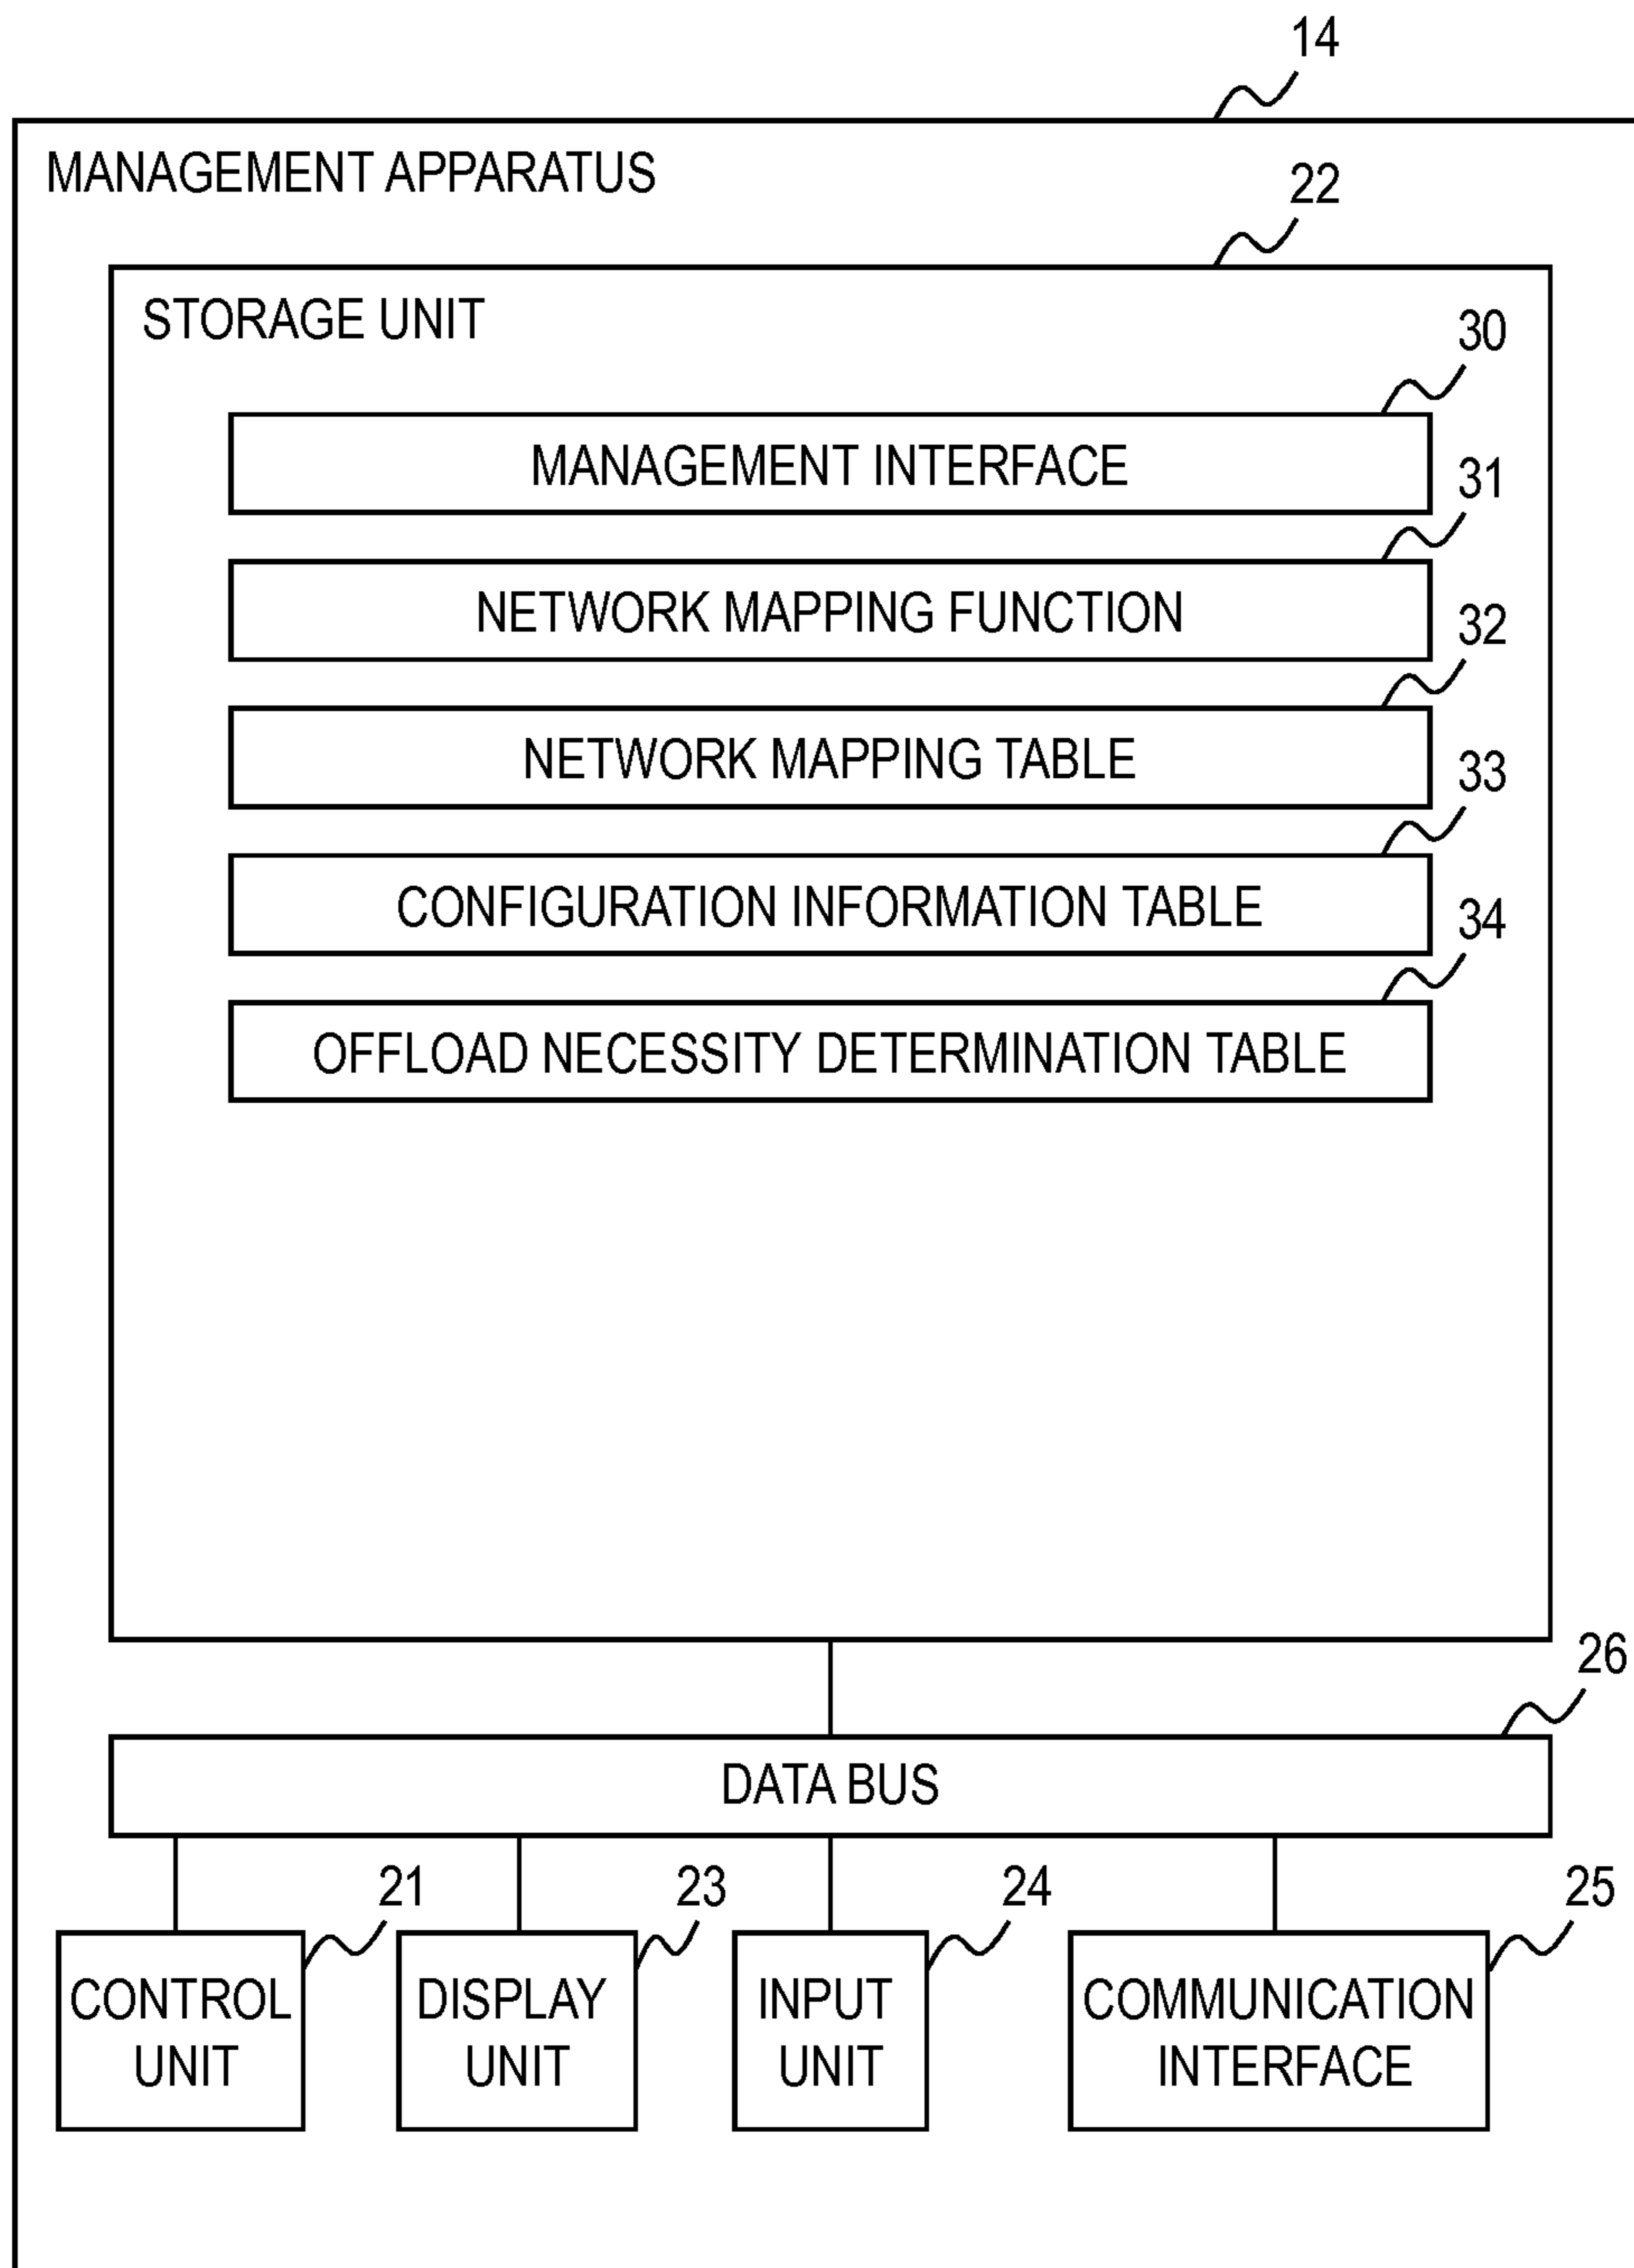 14
MANAGEMENT APPARATUS
22
STORAGE UNIT
30
MANAGEMENT INTERFACE
31
NETWORK MAPPING FUNCTION
32
NETWORK MAPPING TABLE
33
CONFIGURATION INFORMATION TABLE
34
OFFLOAD NECESSITY DETERMINATION TABLE
26
DATA BUS
21
23
24
25
CONTROL
UNIT
DISPLAY
UNIT
INPUT
UNIT
COMMUNICATION
INTERFACE